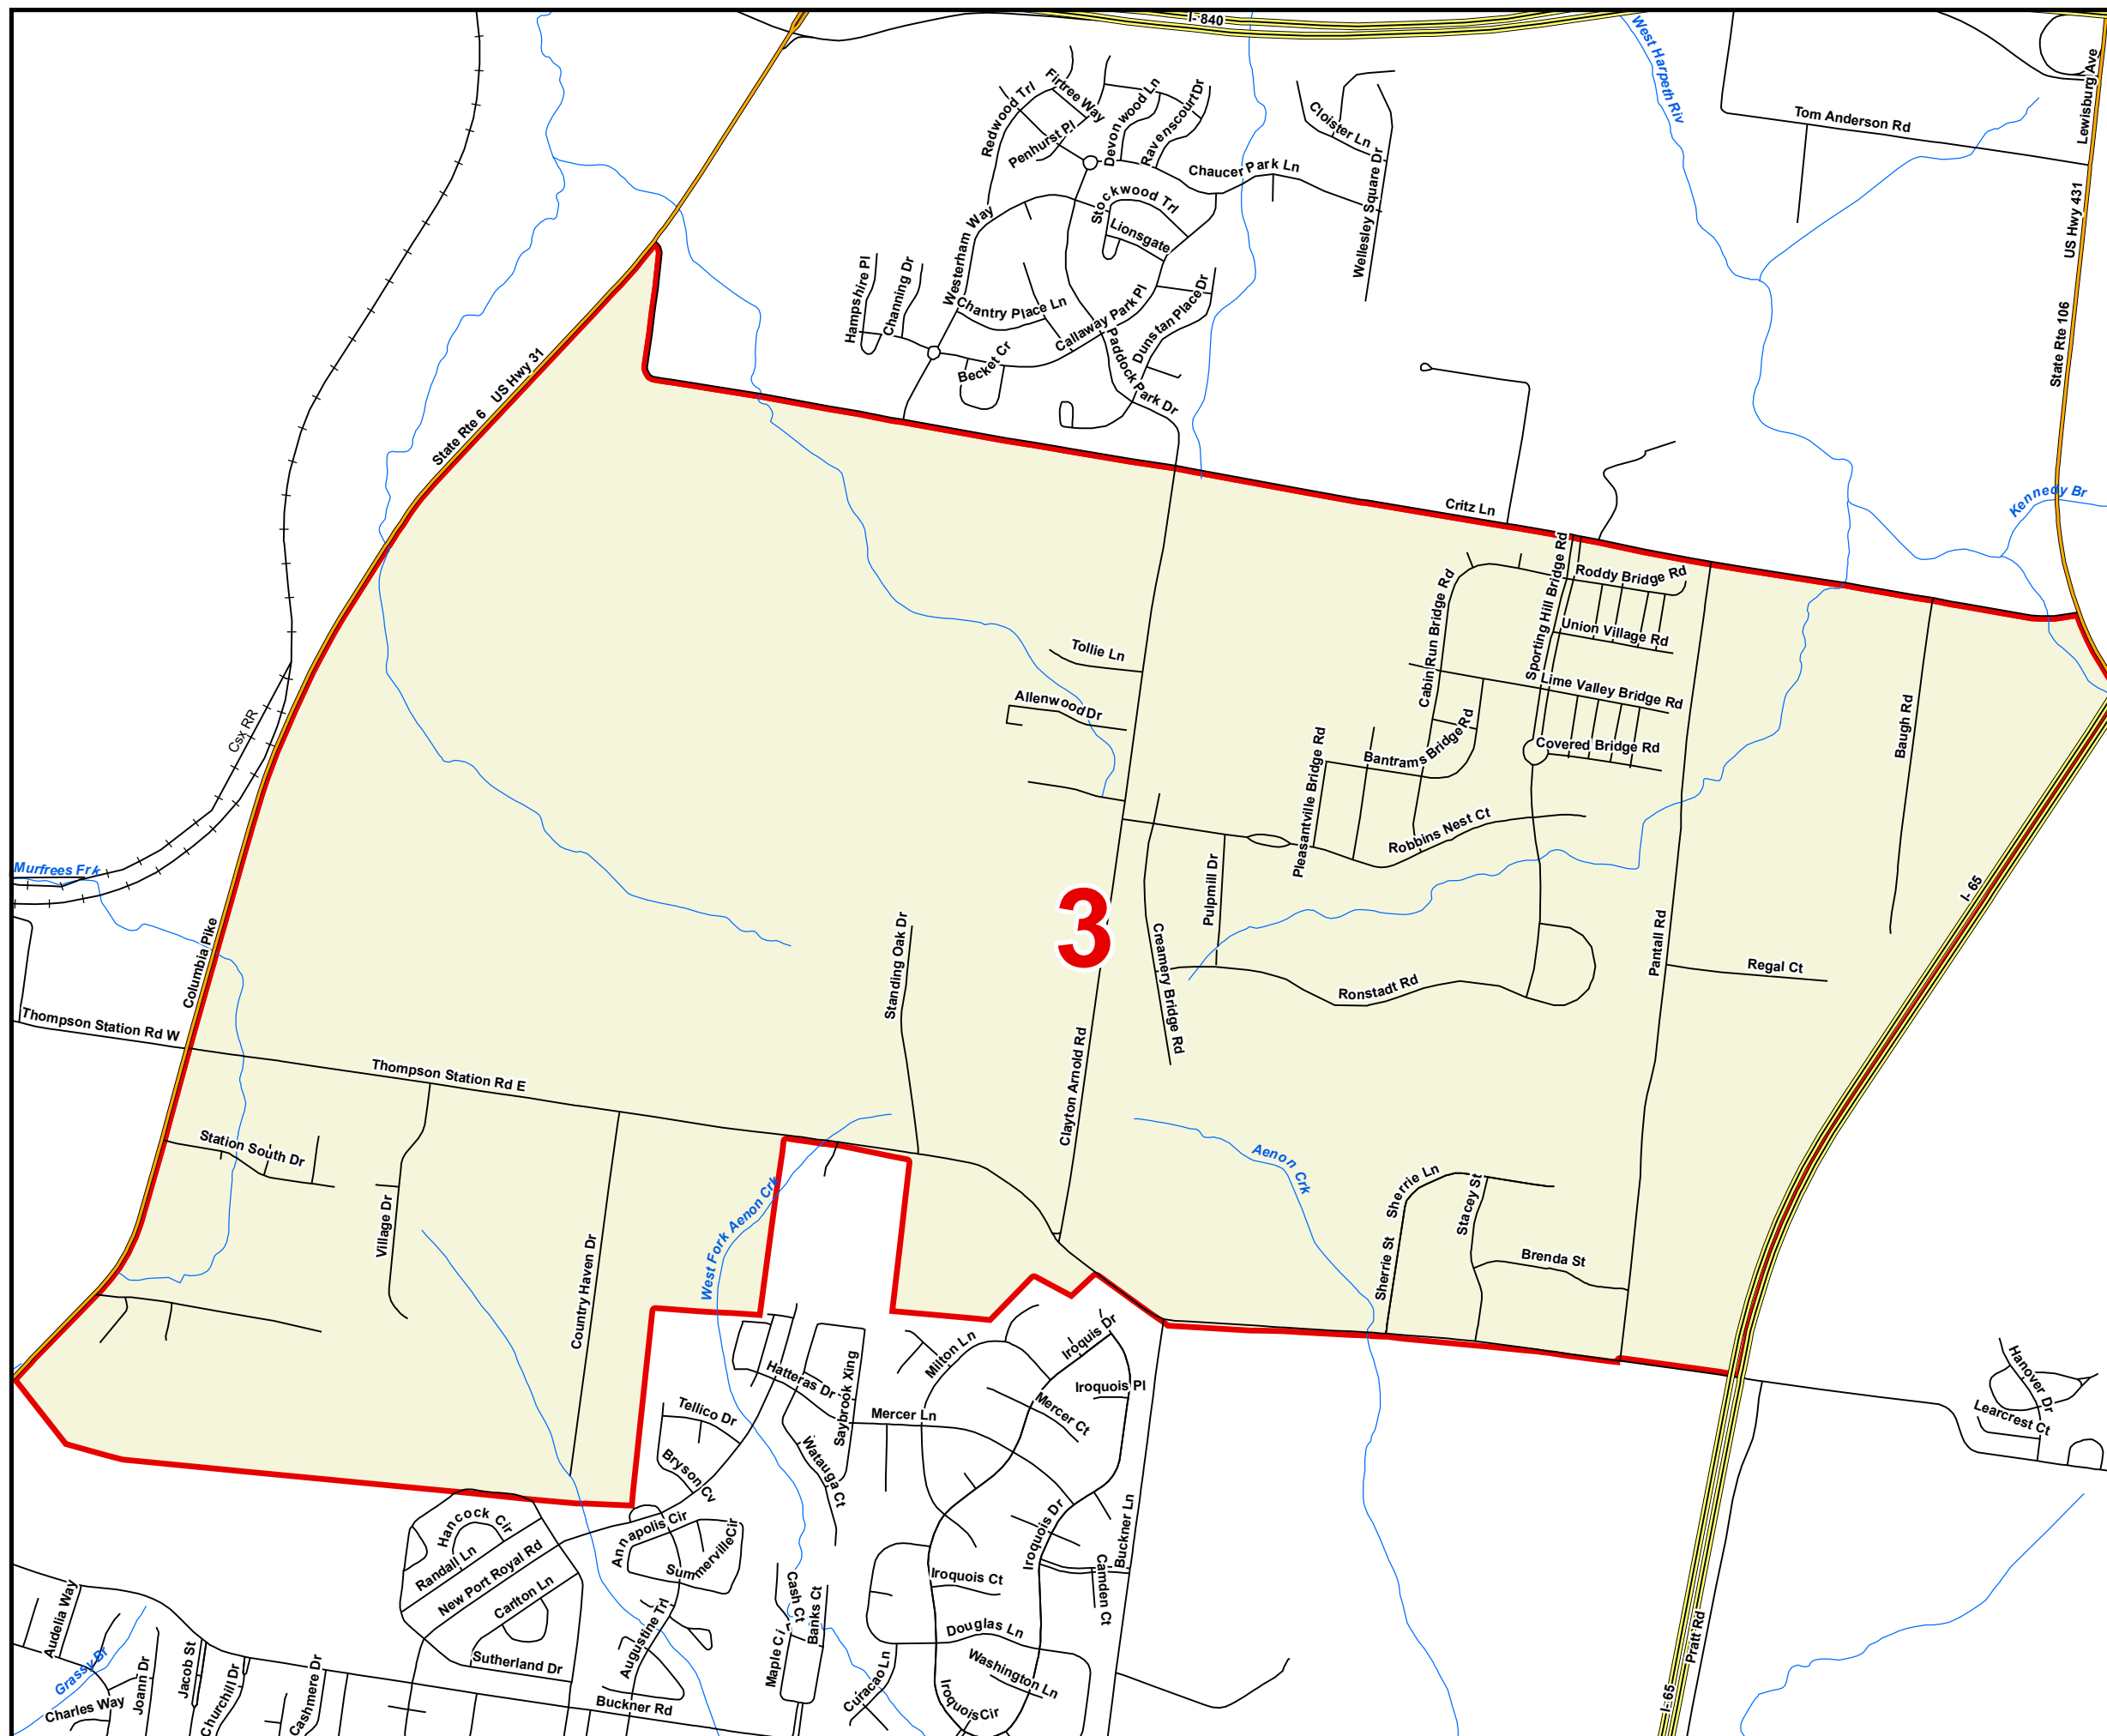 I- 840
West Harpeth Riv
Lewisburg Ave
Tom Anderson Rd
Redwood Trl
Firtree Way
Penhurst Pl
Devonwood Ln
Ravenscourt Dr
Cloister Ln
Chaucer Park Ln
Wellesley Square Dr
Stockwood Trl
Lionsgate
US Hwy 431
State Rte 106
Westerham Way
Hampshire Pl
Channing Dr
Chantry Place Ln
Callaway Park Pl
Dunstan Place Dr
Paddock Park Dr
Becket Cr
State Rte 6
US Hwy 31
Critz Ln
Kennedy Br
Roddy Bridge Rd
Sporting Hill Bridge Rd
Cabin Run Bridge Rd
Union Village Rd
Tollie Ln
Lime Valley Bridge Rd
Allenwood Dr
Bantrams Bridge Rd
Covered Bridge Rd
Baugh Rd
Csx RR
Pleasantville Bridge Rd
Robbins Nest Ct
Murfrees Frk
Pulpmill Dr
I- 65
3
Columbia Pike
Standing Oak Dr
Creamery Bridge Rd
Pantall Rd
Regal Ct
Ronstadt Rd
Thompson Station Rd W
Thompson Station Rd E
Clayton Arnold Rd
Station South Dr
Aenon Crk
Sherrie Ln
Stacey St
Village Dr
West Fork Aenon Crk
Country Haven Dr
Sherrie St
Brenda St
Milton Ln
Iroquis Dr
Hatteras Dr
Saybrook Xing
Iroquois Pl
Mercer Ct
Mercer Ln
Tellico Dr
Hanover Dr
Learcrest Ct
Watauga Ct
Bryson Cv
Hancock Cir
Annapolis Cir
Summerville Cir
Iroquois Dr
Buckner Ln
Randall Ln
New Port Royal Rd
Carlton Ln
Iroquois Ct
Camden Ct
Cash Ct
Banks Ct
Maple Cir
Augustine Trl
Douglas Ln
Washington Ln
Audelia Way
Grassy Br
Joann Dr
Jacob St
Churchill Dr
Cashmere Dr
Charles Way
Sutherland Dr
Buckner Rd
Curacao Ln
Iroquois Cir
Pratt Rd
I- 65